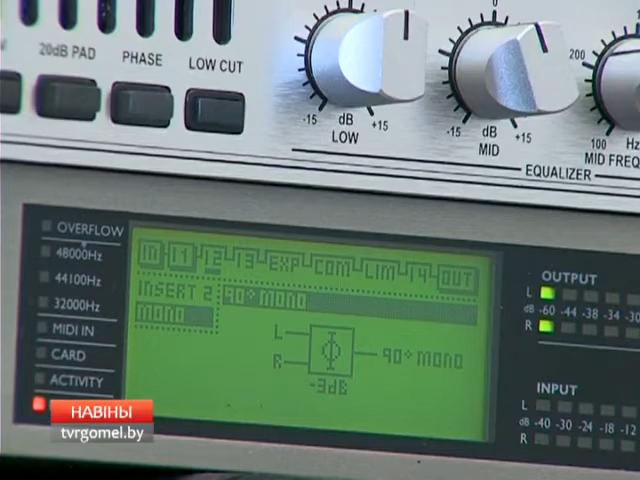 20dB PAD
PHASE
LOW CUT
-15 dB +15
LOW
0
-15 dB +15
MID
200
100 Hz
MID FREQ
EQUALIZER
OVERFLOW
48000Hz
44100Hz
32000Hz
MIDI IN
CARD
ACTIVITY
IN I1 I2 I3 EXP COM LIM I4 OUT
INSERT 2
MONO
90° MONO
L
R
Φ
90° MONO
-3dB
OUTPUT
L
dB -60 -44 -38 -34 -30
R
INPUT
L
dB -40 -30 -24 -18 -12
R
НАВІНЫ
tvrgomel.by